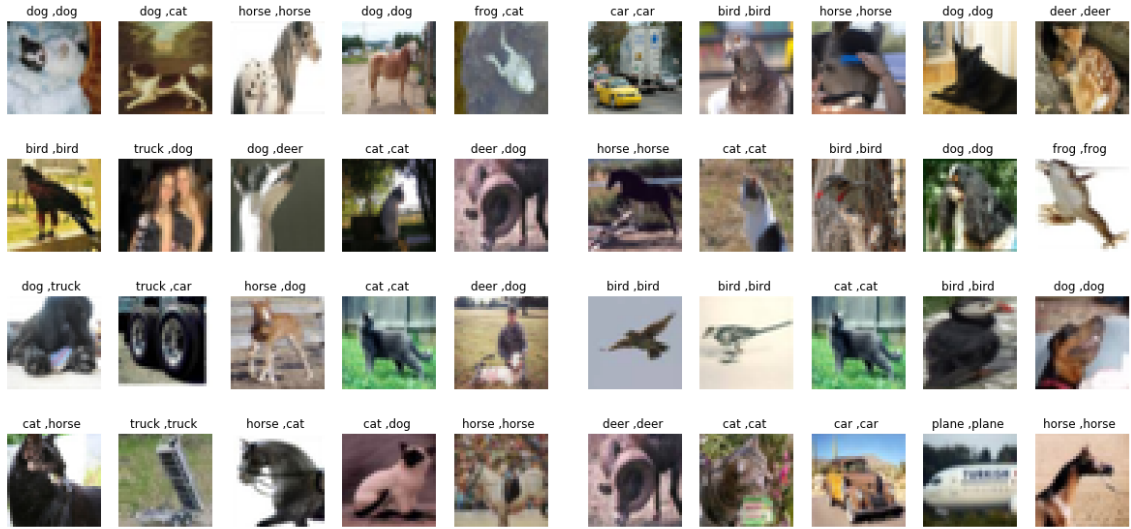 dog ,dog dog ,cat horse ,horse dog ,dog frog ,cat car ,car bird ,bird horse ,horse dog ,dog deer ,deer
bird ,bird truck ,dog dog ,deer cat ,cat deer ,dog horse ,horse cat ,cat bird ,bird dog ,dog frog ,frog
dog ,truck truck ,car horse ,dog cat ,cat deer ,dog bird ,bird bird ,bird cat ,cat bird ,bird dog ,dog
cat ,horse truck ,truck horse ,cat cat ,dog horse ,horse deer ,deer cat ,cat car ,car plane ,plane horse ,horse
TURKISH